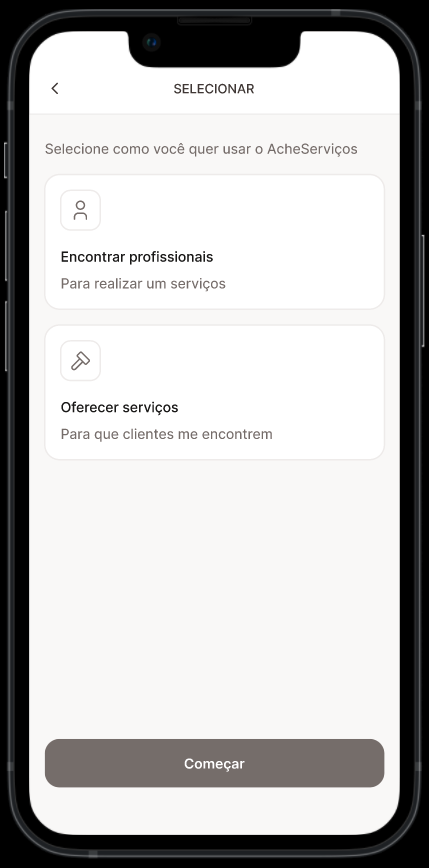 SELECIONAR
Selecione como você quer usar o AcheServiços
Encontrar profissionais
Para realizar um serviços
Oferecer serviços
Para que clientes me encontrem
Começar